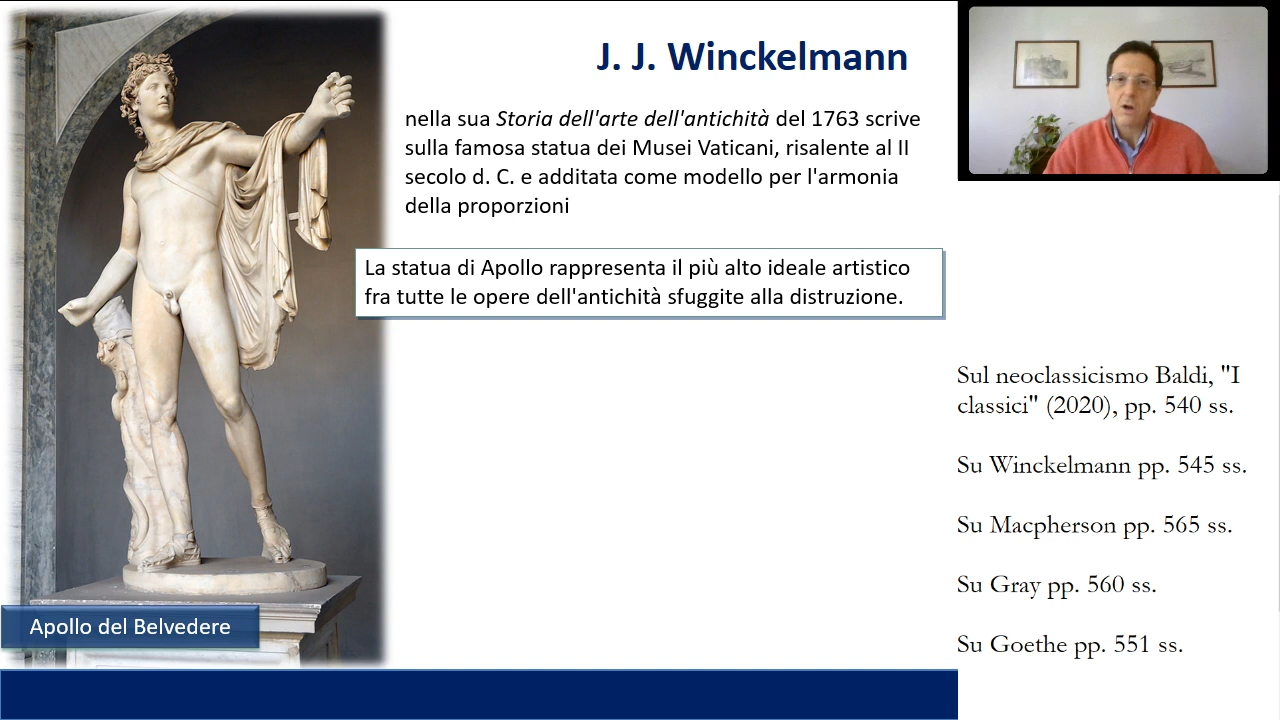 J. J. Winckelmann
nella sua Storia dell'arte dell'antichità del 1763 scrive
sulla famosa statua dei Musei Vaticani, risalente al II
secolo d. C. e additata come modello per l'armonia
della proporzioni
La statua di Apollo rappresenta il più alto ideale artistico
fra tutte le opere dell'antichità sfuggite alla distruzione.
Apollo del Belvedere
Sul neoclassicismo Baldi, "I
classici" (2020), pp. 540 ss.
Su Winckelmann pp. 545 ss.
Su Macpherson pp. 565 ss.
Su Gray pp. 560 ss.
Su Goethe pp. 551 ss.